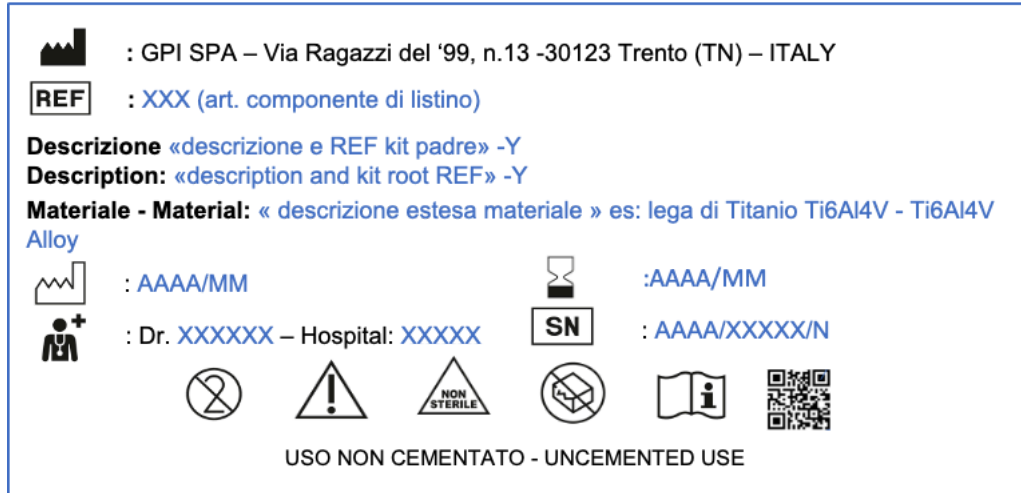 : GPI SPA – Via Ragazzi del ‘99, n.13 -30123 Trento (TN) – ITALY
REF : XXX (art. componente di listino)
Descrizione «descrizione e REF kit padre» -Y
Description: «description and kit root REF» -Y
Materiale - Material: « descrizione estesa materiale » es: lega di Titanio Ti6Al4V - Ti6Al4V
Alloy
: AAAA/MM
:AAAA/MM
: Dr. XXXXXX – Hospital: XXXXX
SN : AAAA/XXXXX/N
2
NON
STERILE
i
USO NON CEMENTATO - UNCEMENTED USE